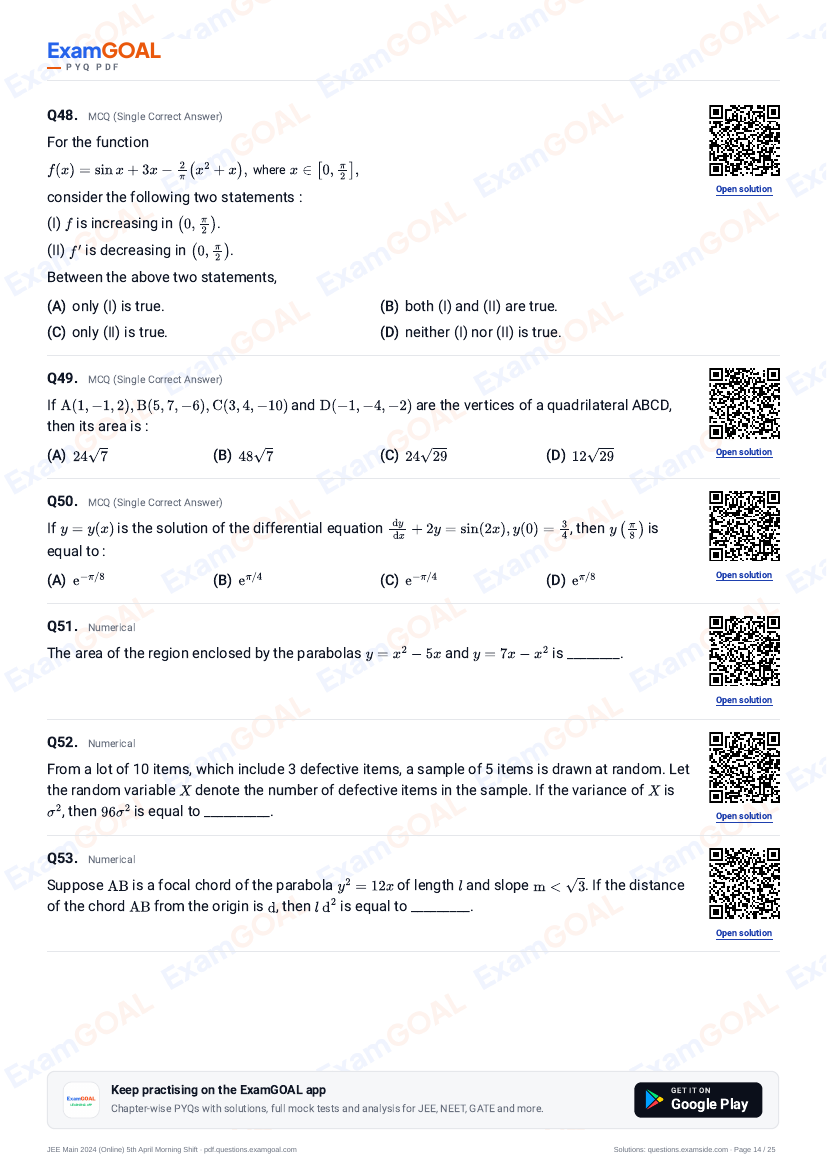 ExamGOAL
PYQ PDF
Q48. MCQ (Single Correct Answer)
For the function
f(x) = sin x + 3x − 2/π (x² + x), where x ∈ [0, π/2],
consider the following two statements :
(I) f is increasing in (0, π/2).
(II) f′ is decreasing in (0, π/2).
Between the above two statements,
(A) only (I) is true. (B) both (I) and (II) are true.
(C) only (II) is true. (D) neither (I) nor (II) is true.
Open solution
Q49. MCQ (Single Correct Answer)
If A(1, −1, 2), B(5, 7, −6), C(3, 4, −10) and D(−1, −4, −2) are the vertices of a quadrilateral ABCD,
then its area is :
(A) 24√7 (B) 48√7 (C) 24√29 (D) 12√29
Open solution
Q50. MCQ (Single Correct Answer)
If y = y(x) is the solution of the differential equation dy/dx + 2y = sin(2x), y(0) = 3/4, then y (π/8) is
equal to :
(A) e^{−π/8} (B) e^{π/4} (C) e^{−π/4} (D) e^{π/8}
Open solution
Q51. Numerical
The area of the region enclosed by the parabolas y = x² − 5x and y = 7x − x² is ________.
Open solution
Q52. Numerical
From a lot of 10 items, which include 3 defective items, a sample of 5 items is drawn at random. Let
the random variable X denote the number of defective items in the sample. If the variance of X is
σ², then 96σ² is equal to __________.
Open solution
Q53. Numerical
Suppose AB is a focal chord of the parabola y² = 12x of length l and slope m < √3. If the distance
of the chord AB from the origin is d, then l d² is equal to _________.
Open solution
Keep practising on the ExamGOAL app
Chapter-wise PYQs with solutions, full mock tests and analysis for JEE, NEET, GATE and more.
GET IT ON
Google Play
JEE Main 2024 (Online) 5th April Morning Shift · pdf.questions.examgoal.com
Solutions: questions.examside.com · Page 14 / 25